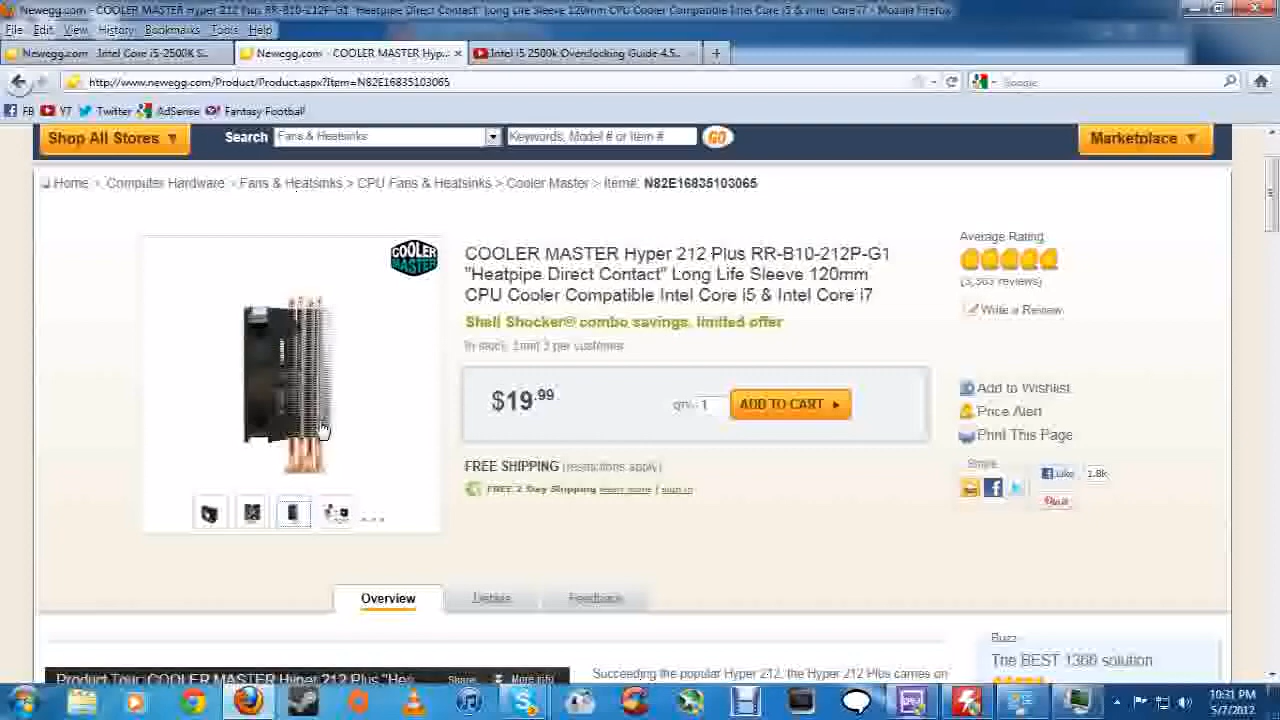 Newegg.com - COOLER MASTER Hyper 212 Plus RR-B10-212P-G1 "Heatpipe Direct Contact" Long Life Sleeve 120mm CPU Cooler Compatible Intel Core i5 & Intel Core i7 - Mozilla Firefox
File Edit View History Bookmarks Tools Help
Newegg.com - Intel Core i5-2500K S... Newegg.com - COOLER MASTER Hyp... Intel i5 2500k Overclocking Guide 4.5...
http://www.newegg.com/Product/Product.aspx?Item=N82E16835103065 Google
FB YT Twitter AdSense Fantasy Football
Shop All Stores Search Fans & Heatsinks Keywords, Model # or Item # GO Marketplace
Home > Computer Hardware > Fans & Heatsinks > CPU Fans & Heatsinks > Cooler Master > Item#: N82E16835103065
COOLER MASTER
Average Rating
COOLER MASTER Hyper 212 Plus RR-B10-212P-G1
"Heatpipe Direct Contact" Long Life Sleeve 120mm
CPU Cooler Compatible Intel Core i5 & Intel Core i7
Write a Review
Shell Shocker® combo savings, limited offer
In stock. Limit 3 per customer
$19.99 QTY: 1 ADD TO CART
Add to Wishlist
Price Alert
Print This Page
FREE SHIPPING (restrictions apply)
FREE 2 Day Shipping learn more | sign in
Share
Like 1.8k
Pin it
Overview Details Feedback
Buzz
The BEST 1366 solution
Product Tour: COOLER MASTER Hyper 212 Plus "Hea Share More info
Succeeding the popular Hyper 212, the Hyper 212 Plus carries on
10:31 PM
5/7/2012